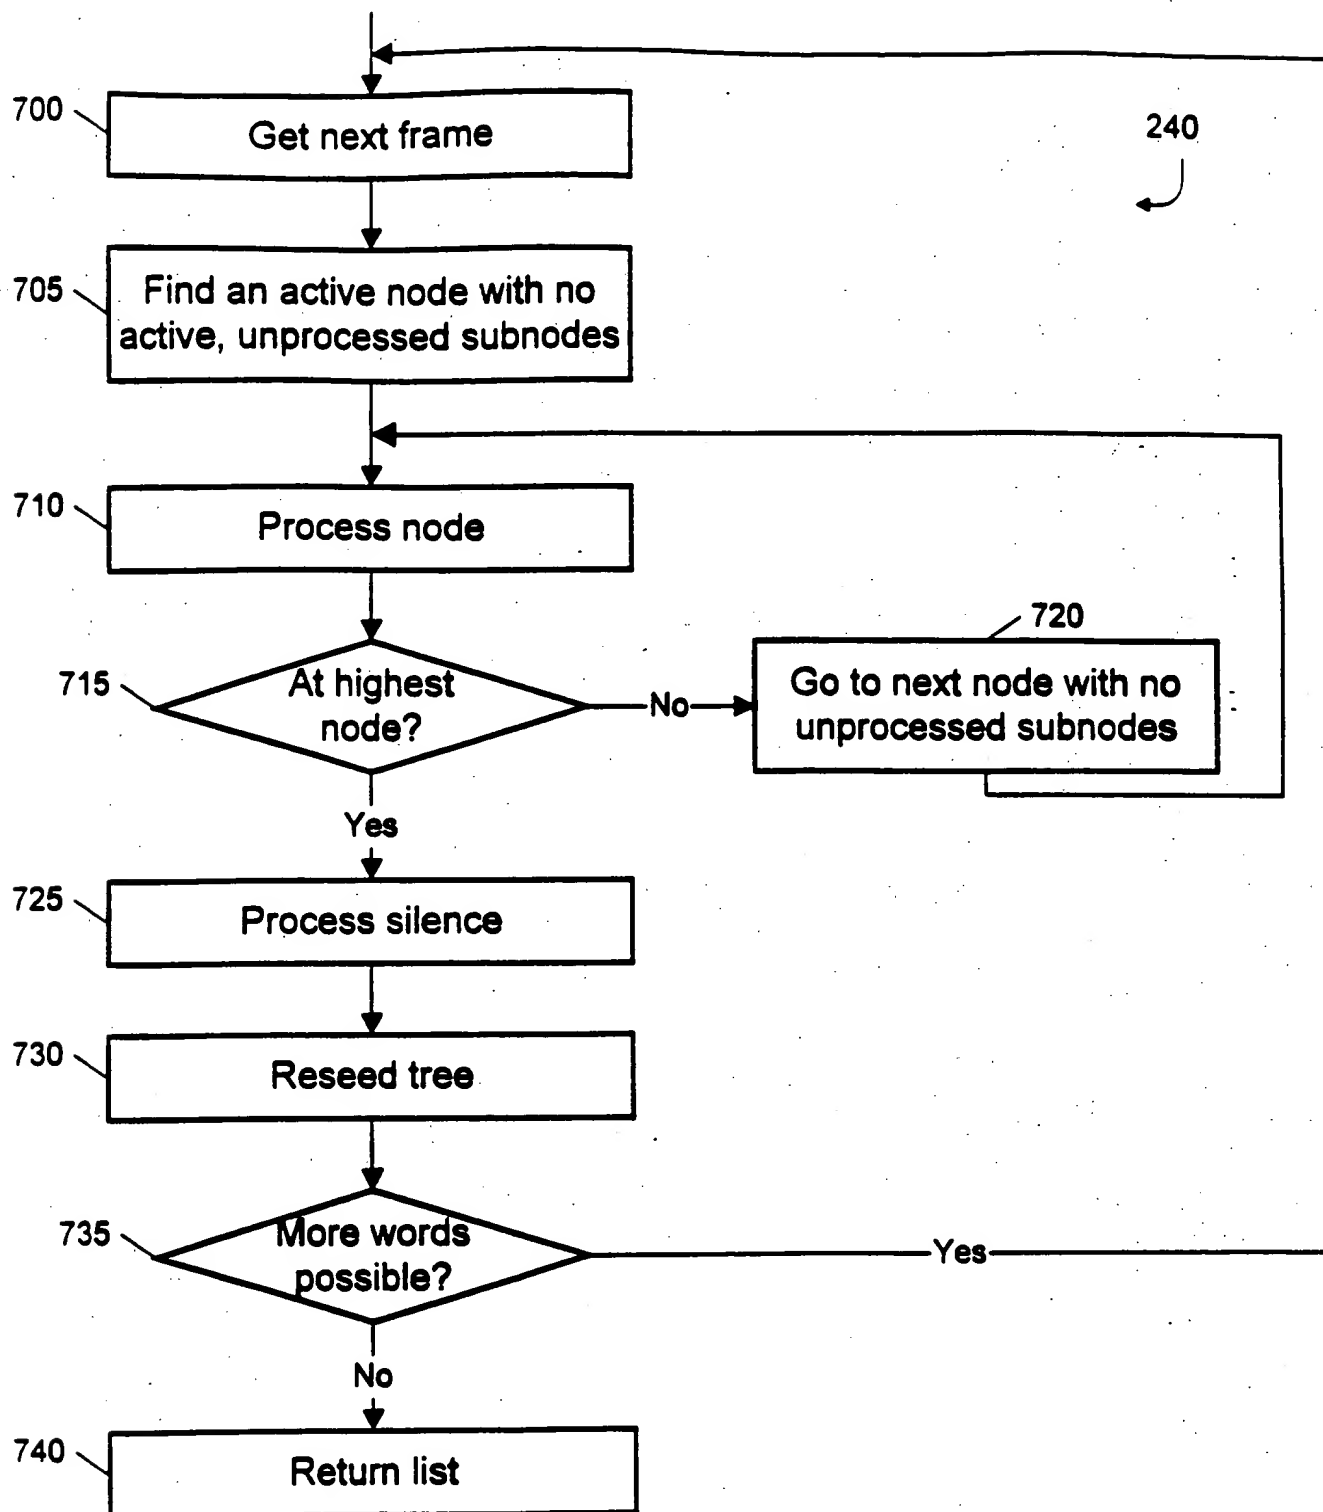 700
Get next frame
240
705
Find an active node with no
active, unprocessed subnodes
710
Process node
720
715
At highest
node?
No
Go to next node with no
unprocessed subnodes
Yes
725
Process silence
730
Reseed tree
735
More words
possible?
Yes
No
740
Return list